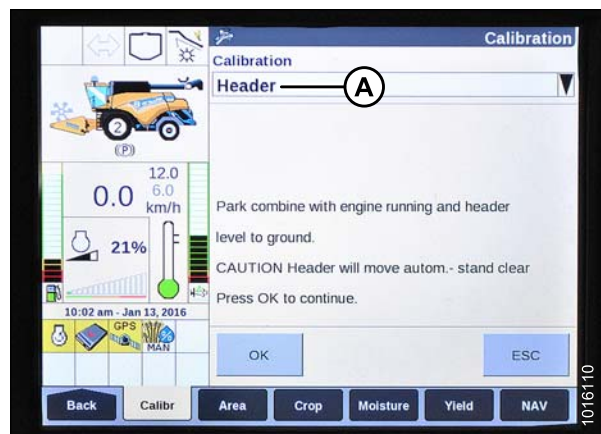 Calibration
Calibration
Header
A
2
(P)
12.0
0.0
6.0
km/h
21%
Park combine with engine running and header
level to ground.
CAUTION Header will move autom.- stand clear
Press OK to continue.
10:02 am - Jan 13, 2016
GPS
MAN
OK
ESC
Back
Calibr
Area
Crop
Moisture
Yield
NAV
1016110